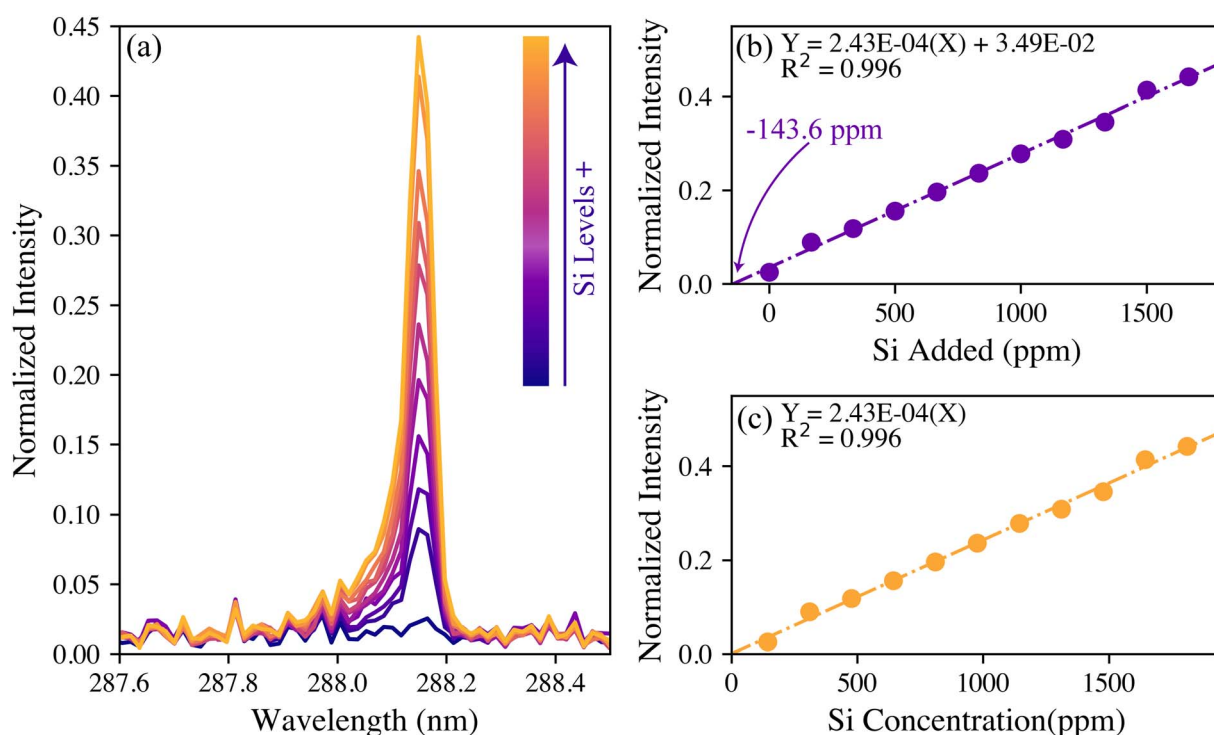 (a)
Normalized Intensity
0.45
0.40
0.35
0.30
0.25
0.20
0.15
0.10
0.05
0.00
287.6
287.8
288.0
288.2
288.4
Wavelength (nm)
Si Levels +
(b)
Y = 2.43E-04(X) + 3.49E-02
R² = 0.996
-143.6 ppm
Normalized Intensity
0.4
0.2
0.0
0
500
1000
1500
Si Added (ppm)
(c)
Y = 2.43E-04(X)
R² = 0.996
Normalized Intensity
0.4
0.2
0.0
0
500
1000
1500
Si Concentration(ppm)